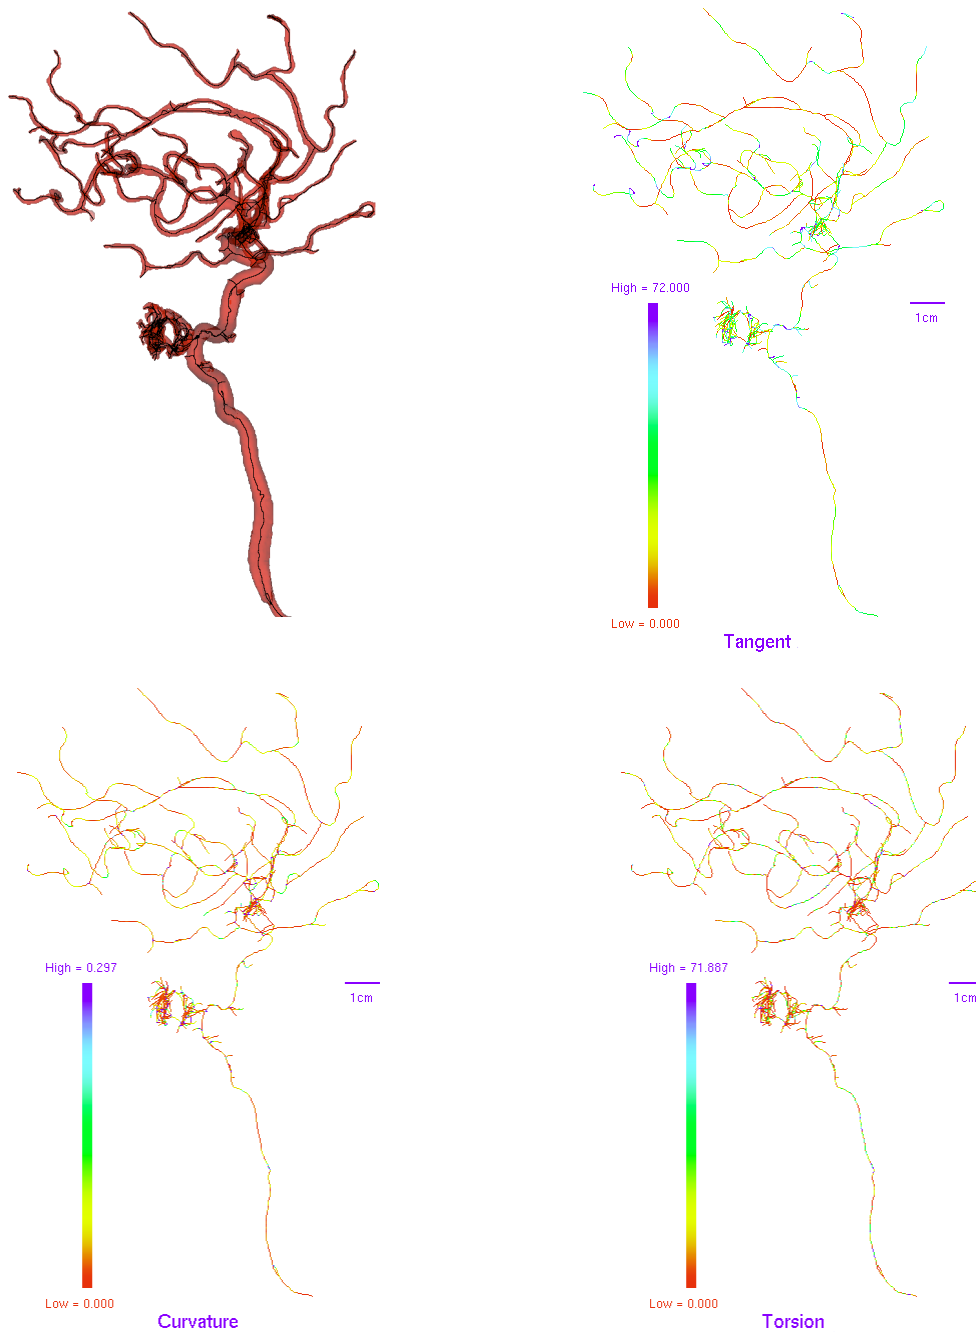 High = 72.000
1cm
Low = 0.000
Tangent
High = 0.297
1cm
Low = 0.000
Curvature
High = 71.887
1cm
Low = 0.000
Torsion